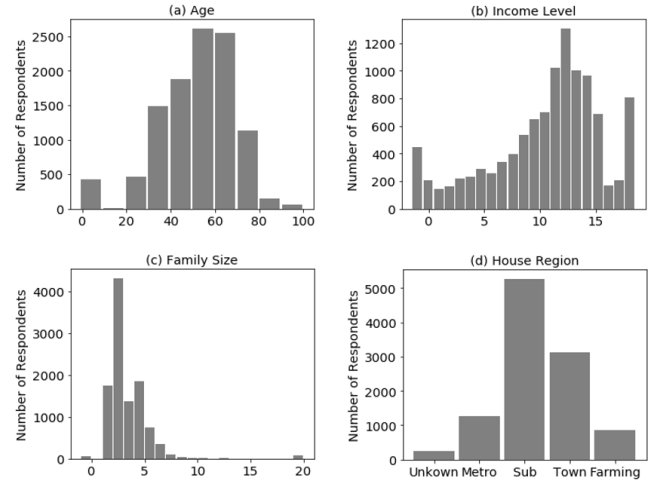 (a) Age
Number of Respondents
2500
2000
1500
1000
500
0
0 20 40 60 80 100
(b) Income Level
Number of Respondents
1200
1000
800
600
400
200
0
0 5 10 15
(c) Family Size
Number of Respondents
4000
3000
2000
1000
0
0 5 10 15 20
(d) House Region
Number of Respondents
5000
4000
3000
2000
1000
0
Unkown Metro Sub Town Farming